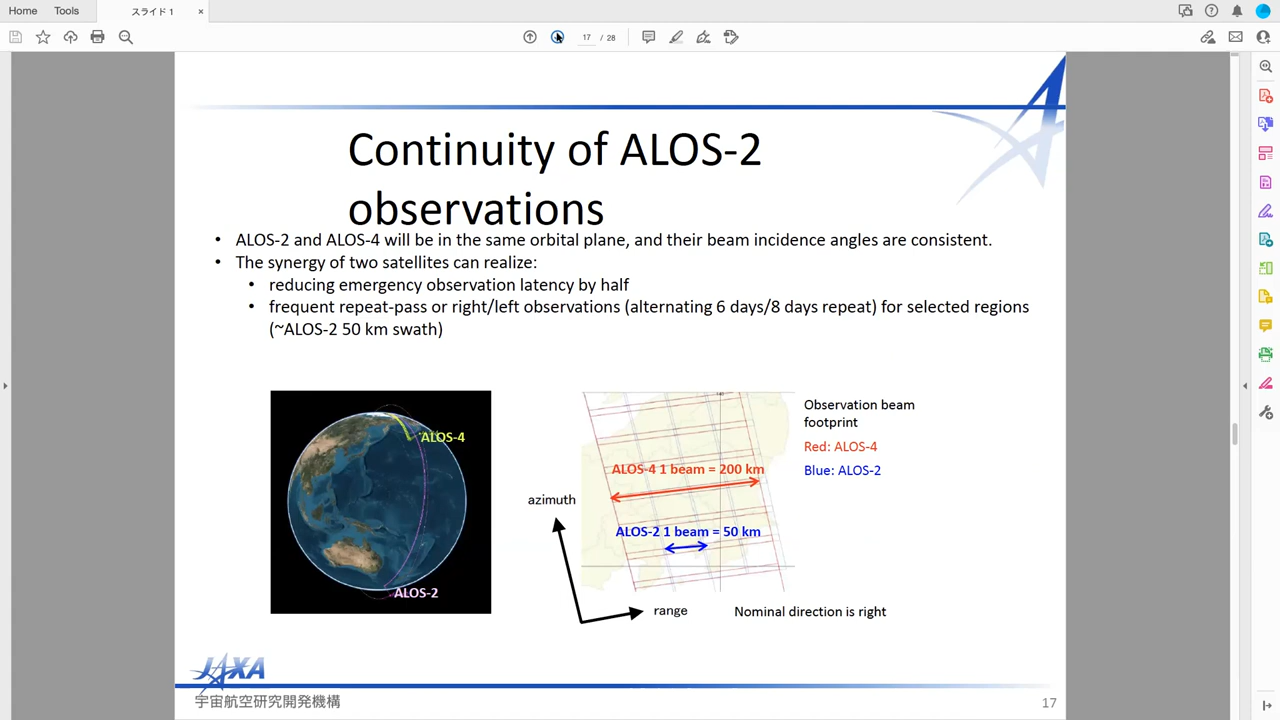 Home Tools スライド 1 ×
17 / 28
Continuity of ALOS-2
observations
• ALOS-2 and ALOS-4 will be in the same orbital plane, and their beam incidence angles are consistent.
• The synergy of two satellites can realize:
• reducing emergency observation latency by half
• frequent repeat-pass or right/left observations (alternating 6 days/8 days repeat) for selected regions
(~ALOS-2 50 km swath)
ALOS-4
ALOS-2
azimuth
range
ALOS-4 1 beam = 200 km
ALOS-2 1 beam = 50 km
Observation beam
footprint
Red: ALOS-4
Blue: ALOS-2
Nominal direction is right
JAXA
宇宙航空研究開発機構
17